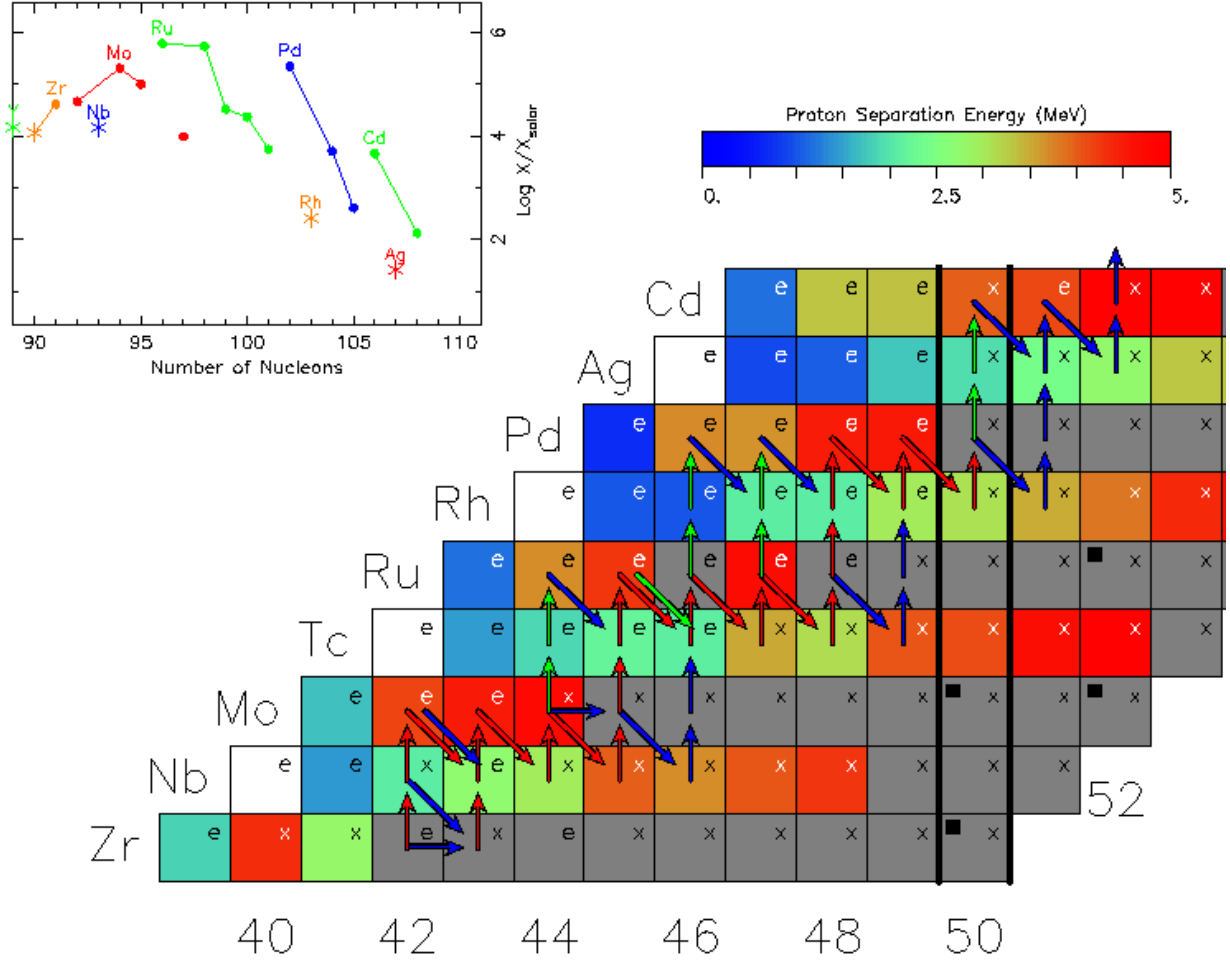 6
4
2
Log X/X_solar
Ru
Mo
Pd
Zr
Y
Nb
Cd
Rh
Ag
90 95 100 105 110
Number of Nucleons
Proton Separation Energy (MeV)
0. 2.5 5.
Cd e e e x e x x
Ag e e e e x x x x
Pd e e e e e x x x x
Rh e e e e e e x x x x
Ru e e e e e e x x x x x
Tc e e e e e x x x x x x x
Mo e e e x x x x x x x x x
Nb e e x e x x x x x x x x
52
Zr e x x e x e x x x x x x
40 42 44 46 48 50